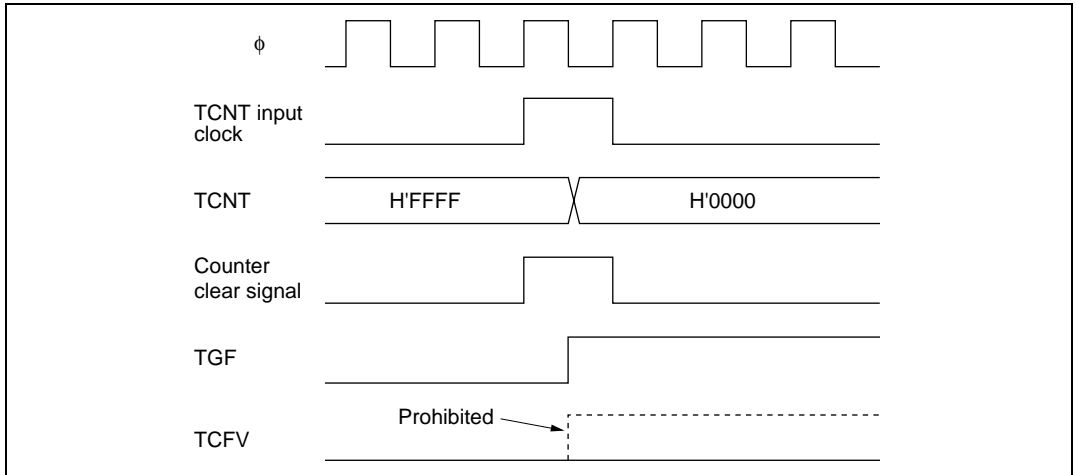 ϕ
TCNT input
clock
TCNT
H'FFFF
H'0000
Counter
clear signal
TGF
Prohibited
TCFV